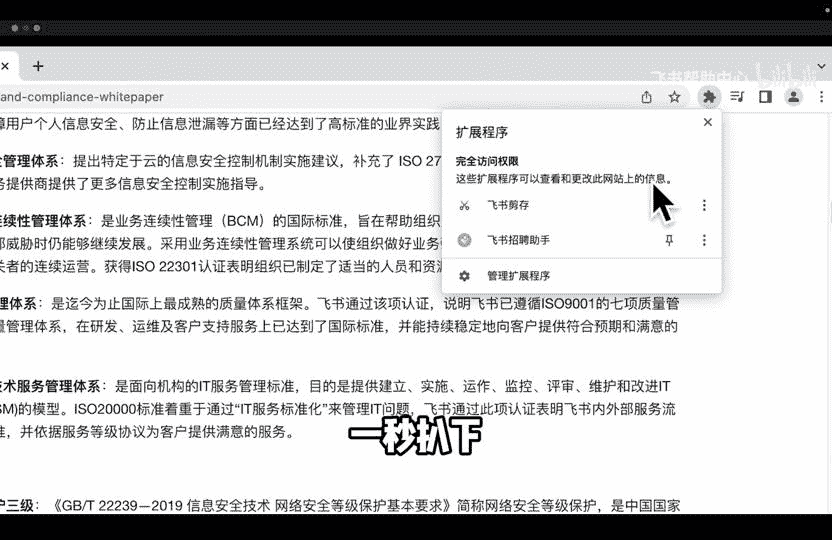 飞书帮助中心
and-compliance-whitepaper
障用户个人信息安全、防止信息泄漏等方面已经达到了高标准的业界实践
扩展程序
完全访问权限
这些扩展程序可以查看和更改此网站上的信息。
飞书剪存
飞书招聘助手
管理扩展程序
全管理体系：提出特定于云的信息安全控制机制实施建议，补充了 ISO 27
务提供商提供了更多信息安全控制实施指导。
连续性管理体系：是业务连续性管理（BCM）的国际标准，旨在帮助组织
部威胁时仍能够继续发展。采用业务连续性管理系统可以使组织做好业务
关者的连续运营。获得ISO 22301认证表明组织已制定了适当的人员和资
理体系：是迄今为止国际上最成熟的质量体系框架。飞书通过该项认证，说明飞书已遵循ISO9001的七项质量管
量管理体系，在研发、运维及客户支持服务上已达到了国际标准，并能持续稳定地向客户提供符合预期和满意的
技术服务管理体系：是面向机构的IT服务管理标准，目的是提供建立、实施、运作、监控、评审、维护和改进IT
SM)的模型。ISO20000标准着重于通过“IT服务标准化”来管理IT问题，飞书通过此项认证表明飞书内外部服务流
准，并依据服务等级协议为客户提供满意的服务。
一秒扒下
户三级：《GB/T 22239—2019 信息安全技术 网络安全等级保护基本要求》简称网络安全等级保护，是中国国家